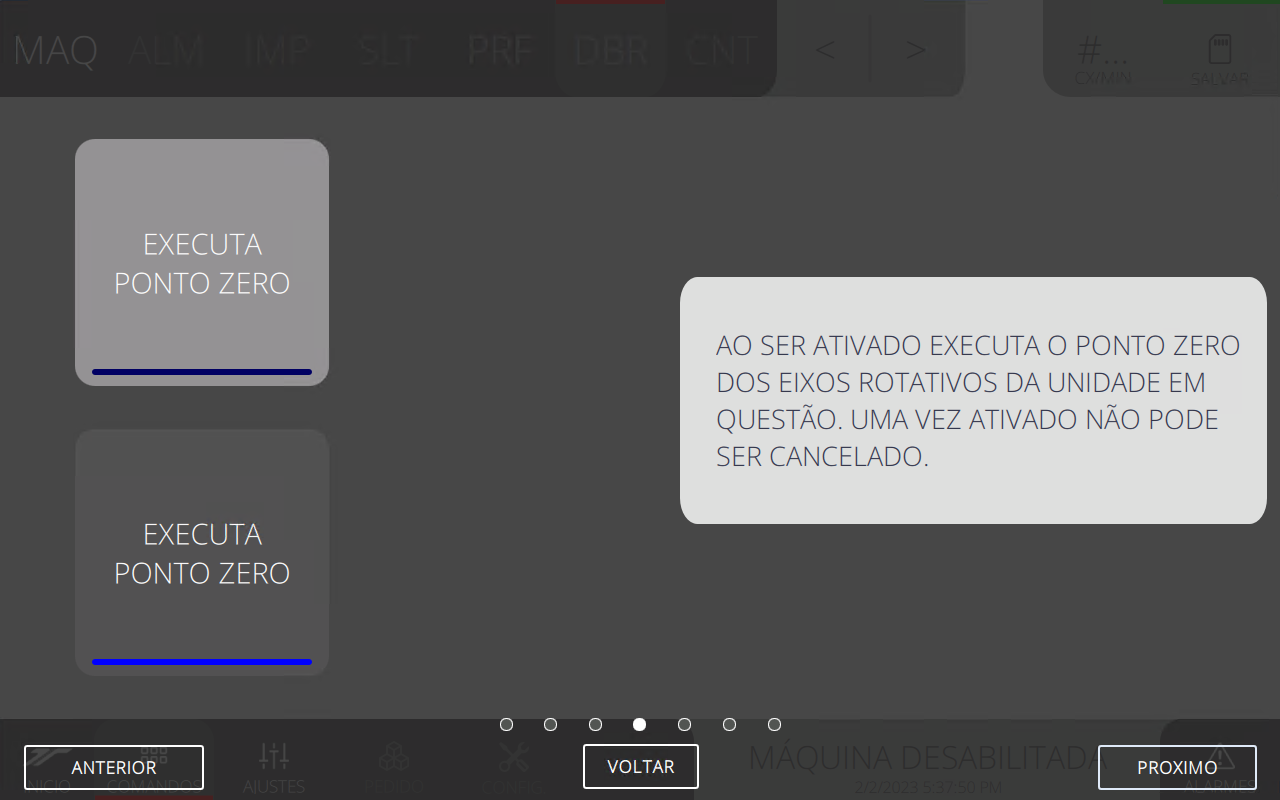 MAQ ALM IMP SLT PRF DBR CNT < > #...
CX/MIN SALVAR
EXECUTA
PONTO ZERO
AO SER ATIVADO EXECUTA O PONTO ZERO
DOS EIXOS ROTATIVOS DA UNIDADE EM
QUESTÃO. UMA VEZ ATIVADO NÃO PODE
SER CANCELADO.
EXECUTA
PONTO ZERO
MÁQUINA DESABILITADA
ANTERIOR
VOLTAR
PROXIMO
INICIO COMANDOS AJUSTES PEDIDO CONFIG 2/2/2023 5:37:50 PM ALARMES